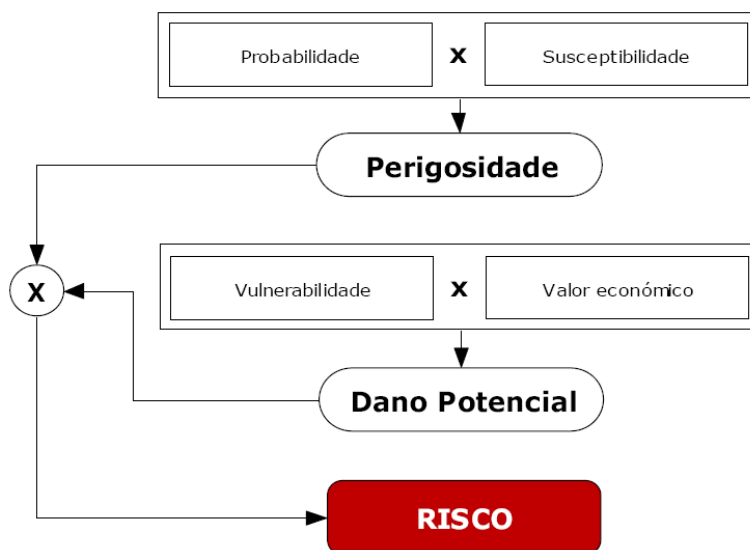 Probabilidade x Susceptibilidade
Perigosidade
Vulnerabilidade x Valor económico
X
Dano Potencial
RISCO